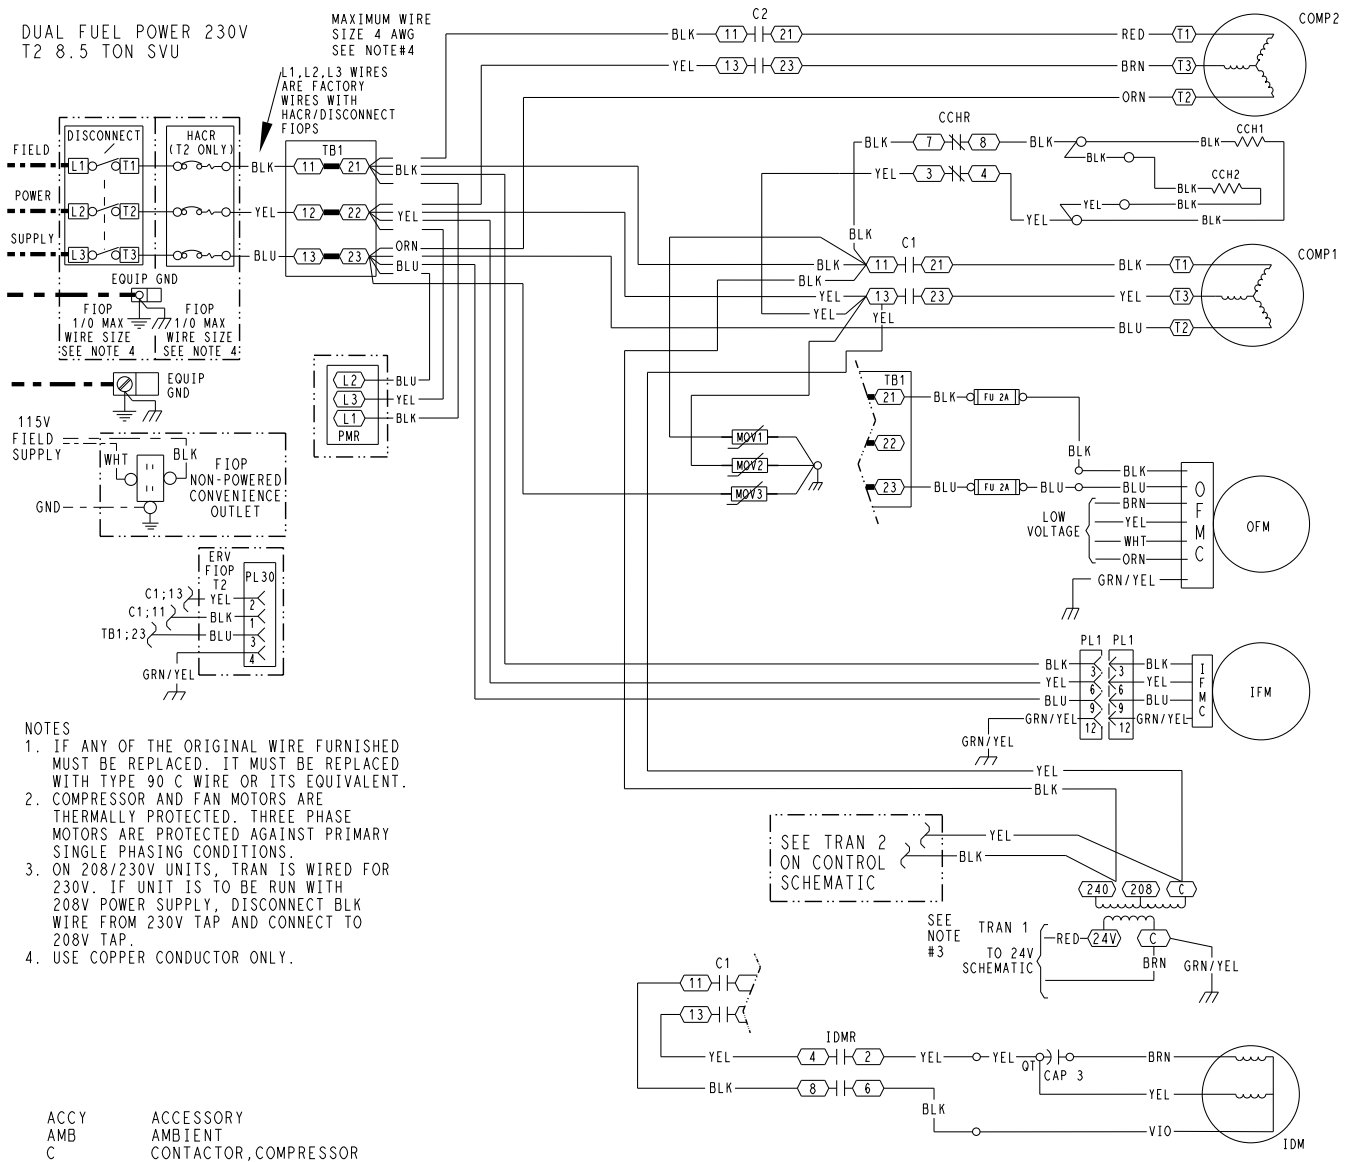 DUAL FUEL POWER 230V
T2 8.5 TON SVU
MAXIMUM WIRE
SIZE 4 AWG
SEE NOTE#4
L1,L2,L3 WIRES
ARE FACTORY
WIRES WITH
HACR/DISCONNECT
FIOPS
DISCONNECT
HACR
(T2 ONLY)
FIELD
POWER
SUPPLY
L1 T1
L2 T2
L3 T3
BLK 11 TB1 21 BLK
YEL 12 22 YEL
BLU 13 23 ORN
BLU
EQUIP GND
FIOP
1/0 MAX
WIRE SIZE
SEE NOTE 4
FIOP
1/0 MAX
WIRE SIZE
SEE NOTE 4
EQUIP
GND
115V
FIELD
SUPPLY
WHT
BLK
GND
FIOP
NON-POWERED
CONVENIENCE
OUTLET
L2 BLU
L3 YEL
L1 BLK
PMR
ERV
FIOP
T2
PL30
C1;13 YEL 2
C1;11 BLK 1
TB1;23 BLU 3
4
GRN/YEL
C2
BLK 11 21 RED T1
YEL 13 23 BRN T3
ORN T2
COMP2
CCHR
BLK 7 8 BLK
YEL 3 4
BLK
BLK CCH1
BLK CCH2
YEL BLK
YEL BLK
BLK
C1
BLK 11 21 BLK T1
BLK
YEL 13 23 YEL T3
YEL YEL
BLU T2
COMP1
MOV1
MOV2
MOV3
TB1
21 BLK FU 2A
22
23 BLU FU 2A BLU
BLK
BLK
BLU
BRN
YEL
WHT
ORN
GRN/YEL
LOW
VOLTAGE
OFMC
OFM
PL1 PL1
BLK 3 3 BLK
YEL 6 6 YEL
BLU 9 9 BLU
GRN/YEL 12 12 GRN/YEL
GRN/YEL
IFMC
IFM
YEL
BLK
SEE TRAN 2
ON CONTROL
SCHEMATIC
YEL
BLK
240 208 C
SEE
NOTE
#3
TRAN 1
RED 24V C
TO 24V
SCHEMATIC
BRN
GRN/YEL
C1
11
13
IDMR
YEL 4 2 YEL YEL QT CAP 3 BRN
BLK 8 6
BLK
YEL
VIO
IDM
NOTES
1. IF ANY OF THE ORIGINAL WIRE FURNISHED
MUST BE REPLACED. IT MUST BE REPLACED
WITH TYPE 90 C WIRE OR ITS EQUIVALENT.
2. COMPRESSOR AND FAN MOTORS ARE
THERMALLY PROTECTED. THREE PHASE
MOTORS ARE PROTECTED AGAINST PRIMARY
SINGLE PHASING CONDITIONS.
3. ON 208/230V UNITS, TRAN IS WIRED FOR
230V. IF UNIT IS TO BE RUN WITH
208V POWER SUPPLY, DISCONNECT BLK
WIRE FROM 230V TAP AND CONNECT TO
208V TAP.
4. USE COPPER CONDUCTOR ONLY.
ACCY ACCESSORY
AMB AMBIENT
C CONTACTOR,COMPRESSOR